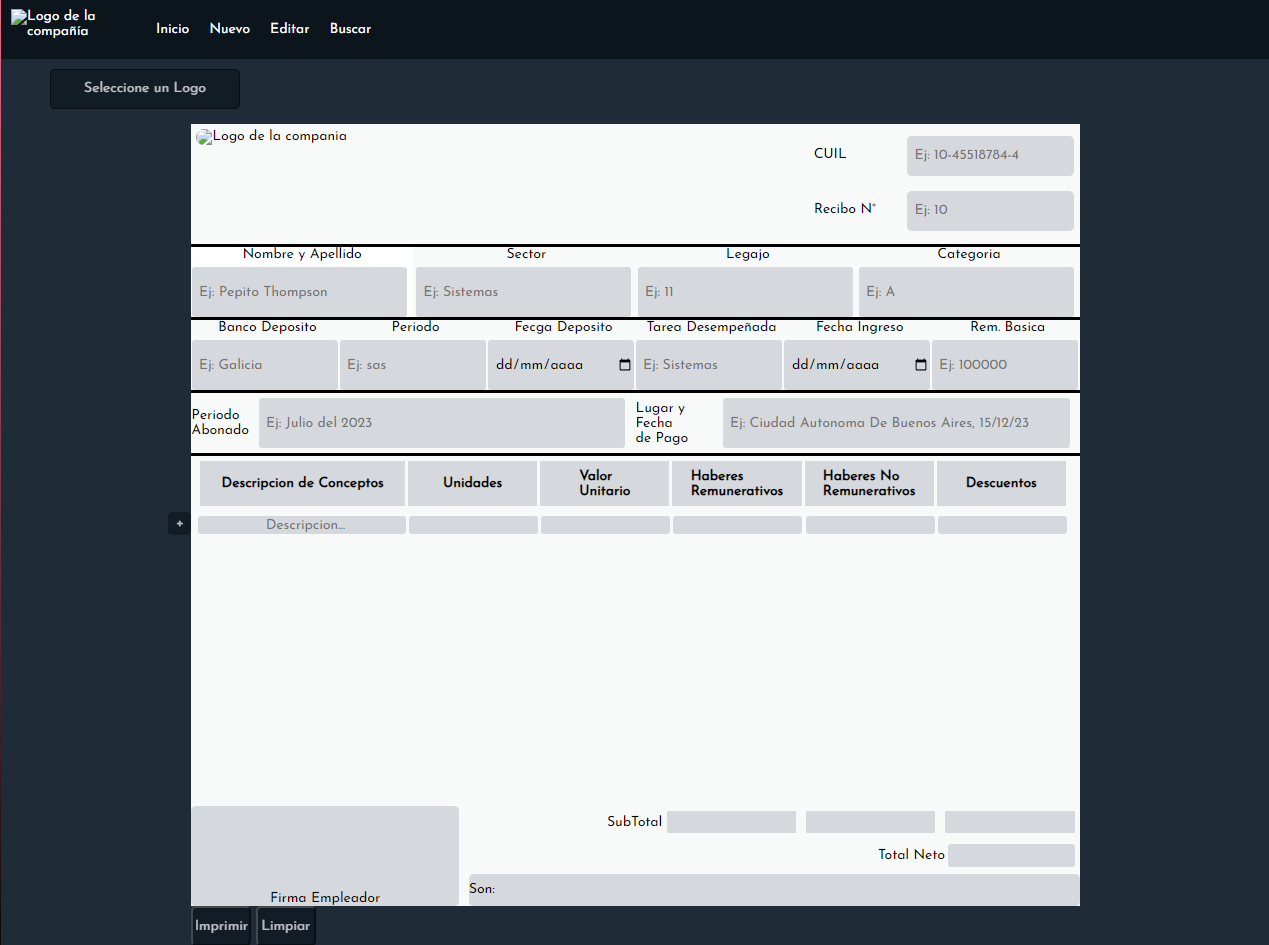 Logo de la
compañía
Inicio Nuevo Editar Buscar
Seleccione un Logo
Logo de la compania
CUIL Ej: 10-45518784-4
Recibo N° Ej: 10
Nombre y Apellido Sector Legajo Categoria
Ej: Pepito Thompson Ej: Sistemas Ej: 11 Ej: A
Banco Deposito Periodo Fecga Deposito Tarea Desempeñada Fecha Ingreso Rem. Basica
Ej: Galicia Ej: sas dd/mm/aaaa Ej: Sistemas dd/mm/aaaa Ej: 100000
Periodo
Abonado
Ej: Julio del 2023
Lugar y
Fecha
de Pago
Ej: Ciudad Autonoma De Buenos Aires, 15/12/23
Descripcion de Conceptos
Unidades
Valor
Unitario
Haberes
Remunerativos
Haberes No
Remunerativos
Descuentos
+ Descripcion...
SubTotal
Total Neto
Son:
Firma Empleador
Imprimir Limpiar